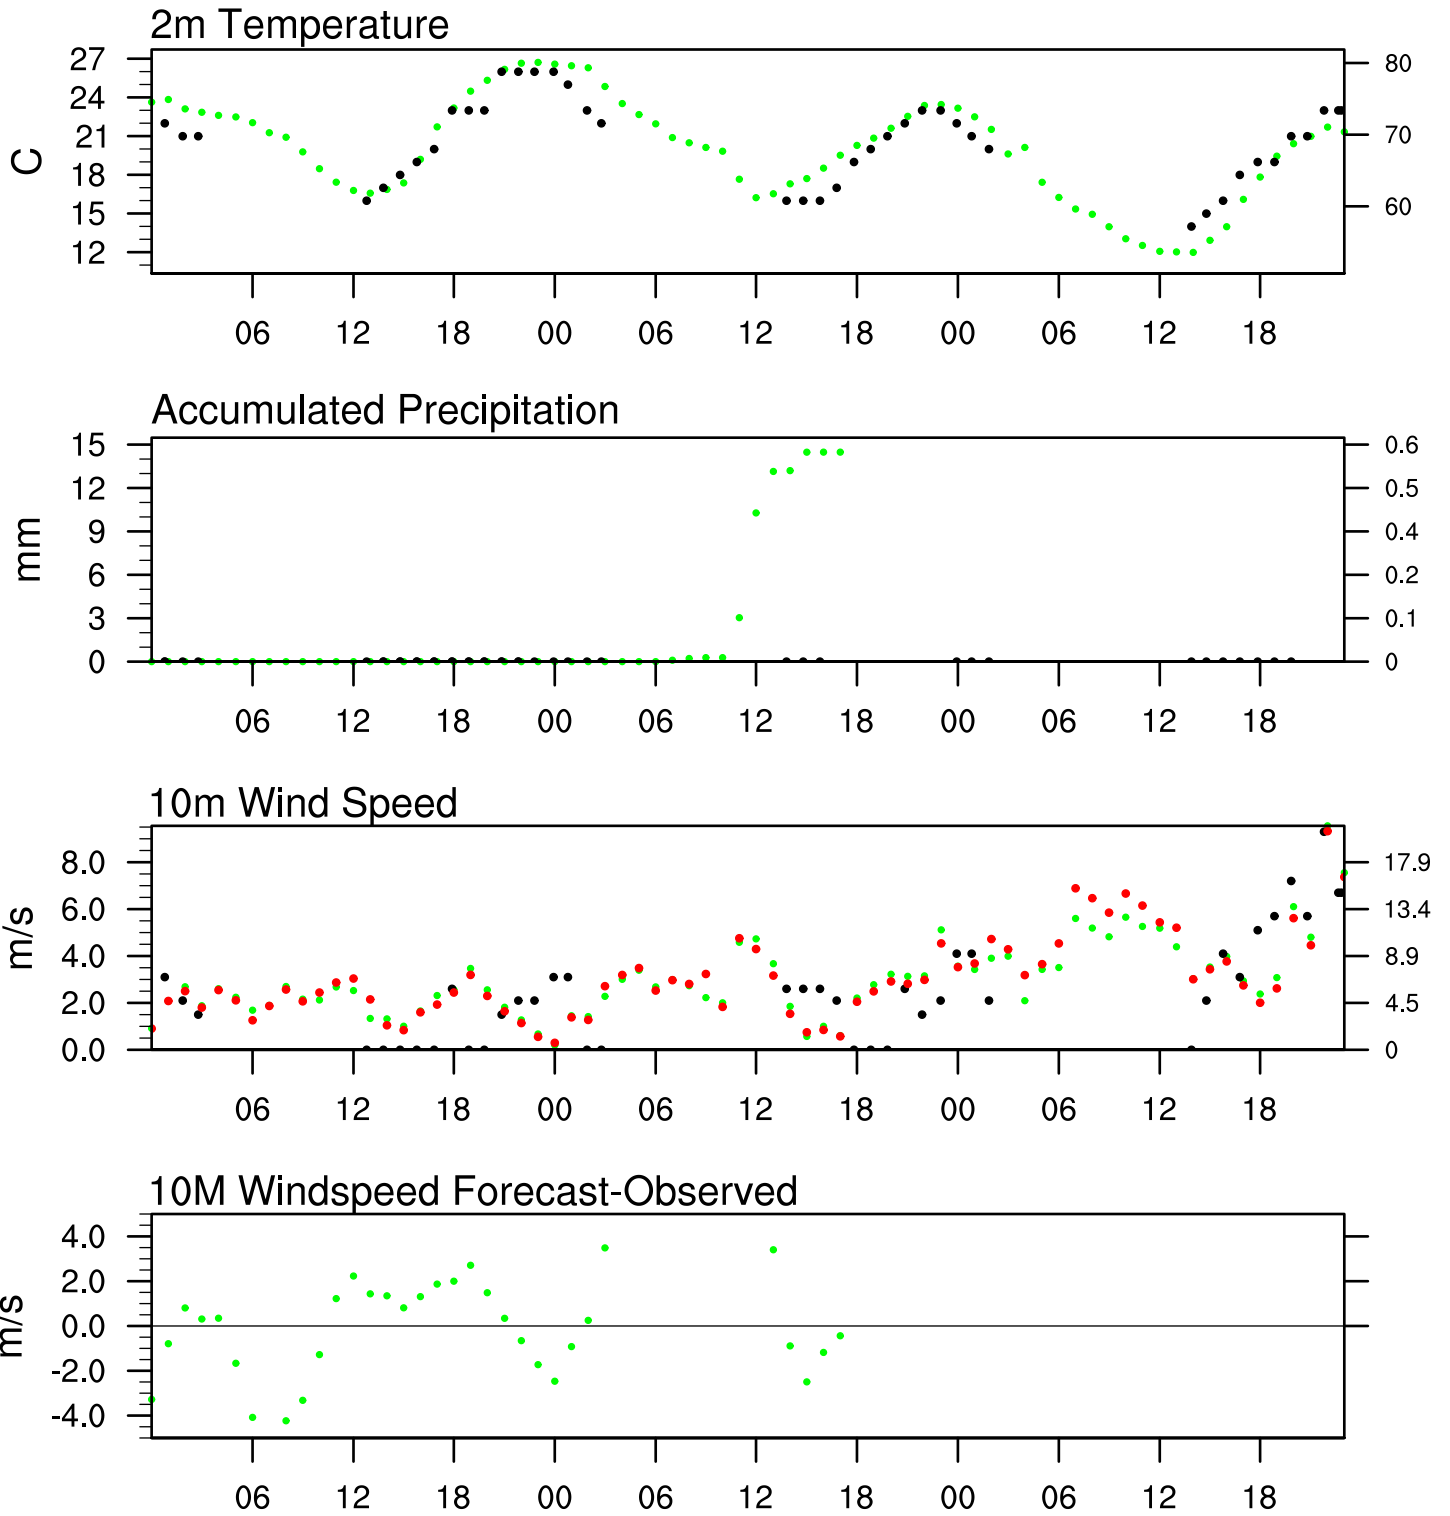 2m Temperature
27 80
24
21 70
C
18
15 60
12
06 12 18 00 06 12 18 00 06 12 18
Accumulated Precipitation
15 0.6
12 0.5
9 0.4
mm
6 0.2
3 0.1
0 0
06 12 18 00 06 12 18 00 06 12 18
10m Wind Speed
8.0 17.9
6.0 13.4
m/s
4.0 8.9
2.0 4.5
0.0 0
06 12 18 00 06 12 18 00 06 12 18
10M Windspeed Forecast-Observed
4.0
2.0
0.0
m/s
-2.0
-4.0
06 12 18 00 06 12 18 00 06 12 18